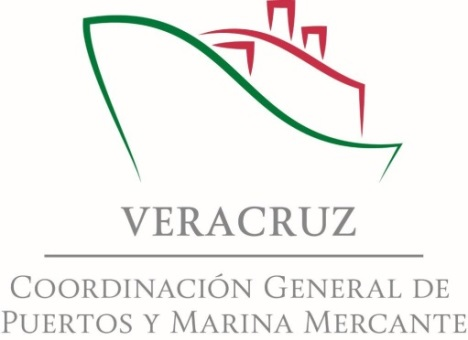 VERACRUZ
COORDINACIÓN GENERAL DE
PUERTOS Y MARINA MERCANTE